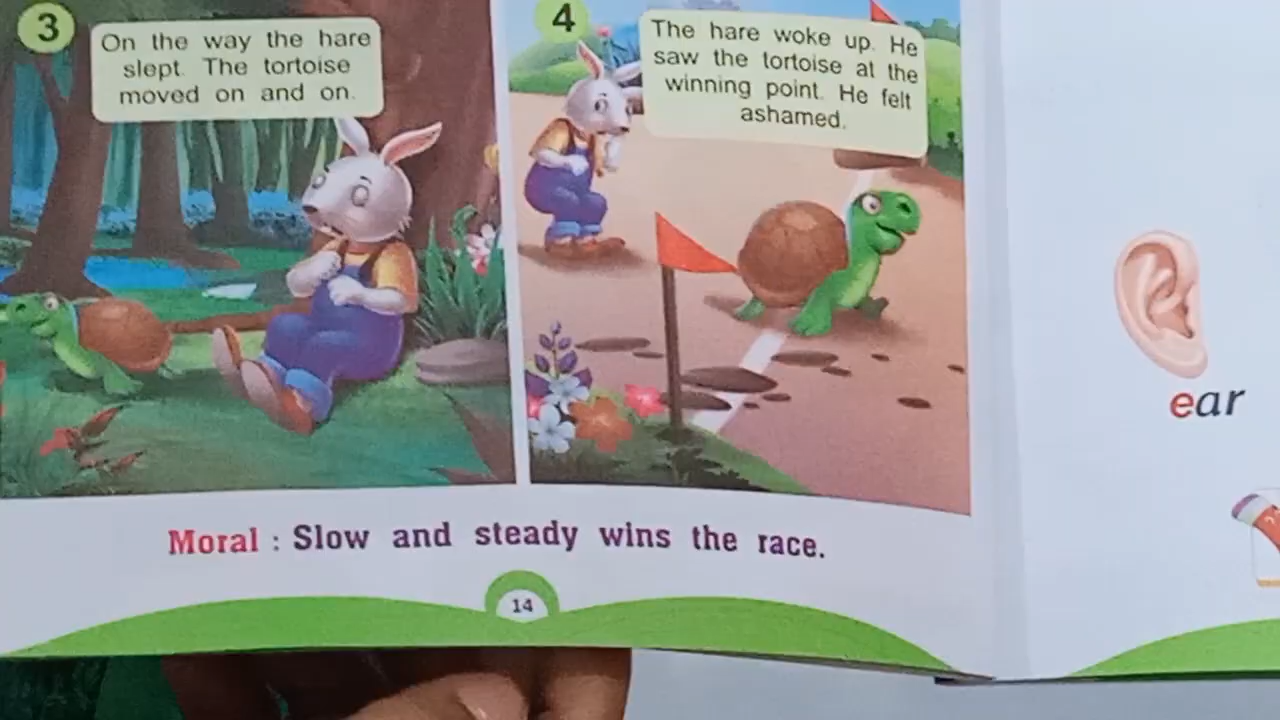 3
On the way the hare
slept. The tortoise
moved on and on.
4
The hare woke up. He
saw the tortoise at the
winning point. He felt
ashamed.
Moral : Slow and steady wins the race.
14
ear